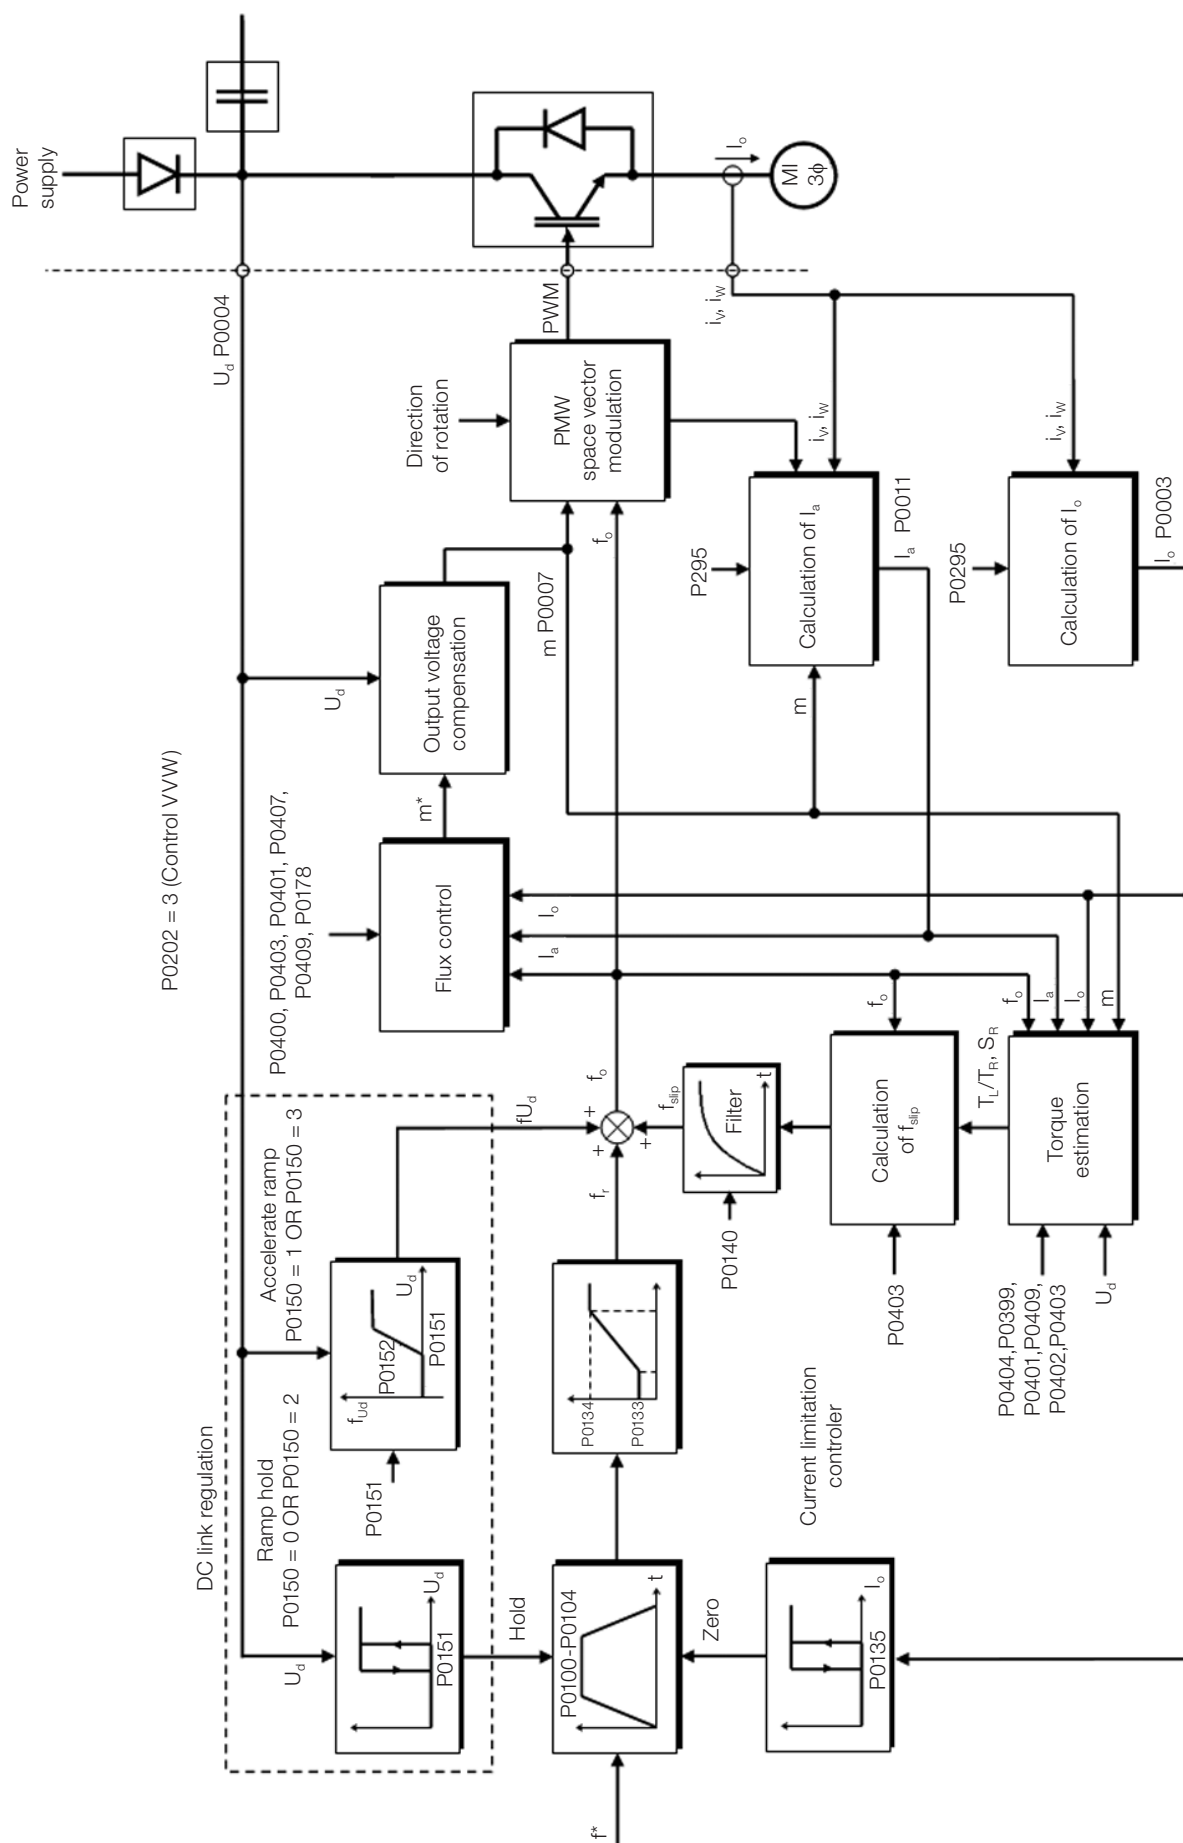 P0202 = 3 (Control VVW)
Power
supply
U_d P0004
DC link regulation
Ramp hold
P0150 = 0 OR P0150 = 2
Accelerate ramp
P0150 = 1 OR P0150 = 3
U_d
U_d
P0151
Hold
P0151
f_Ud
P0152
U_d
P0151
fU_d
P0400, P0403, P0401, P0407,
P0409, P0178
Flux control
m*
U_d
Output voltage
compensation
m P0007
Direction
of rotation
PMW
space vector
modulation
PWM
I_o
MI
3ϕ
i_v, i_w
f*
P0100-P0104
t
P0134
P0133
f_r
+
+
+
f_o
I_a
I_o
f_o
Zero
P0135
I_o
Current limitation
controler
P0140
Filter
t
f_slip
P0403
Calculation
of f_slip
f_o
T_L/T_R, S_R
P0404,P0399,
P0401,P0409,
P0402,P0403
U_d
Torque
estimation
f_o
I_a
I_o
m
m
P295
Calculation of I_a
i_v, i_w
I_a P0011
P0295
Calculation of I_o
i_v, i_w
I_o P0003